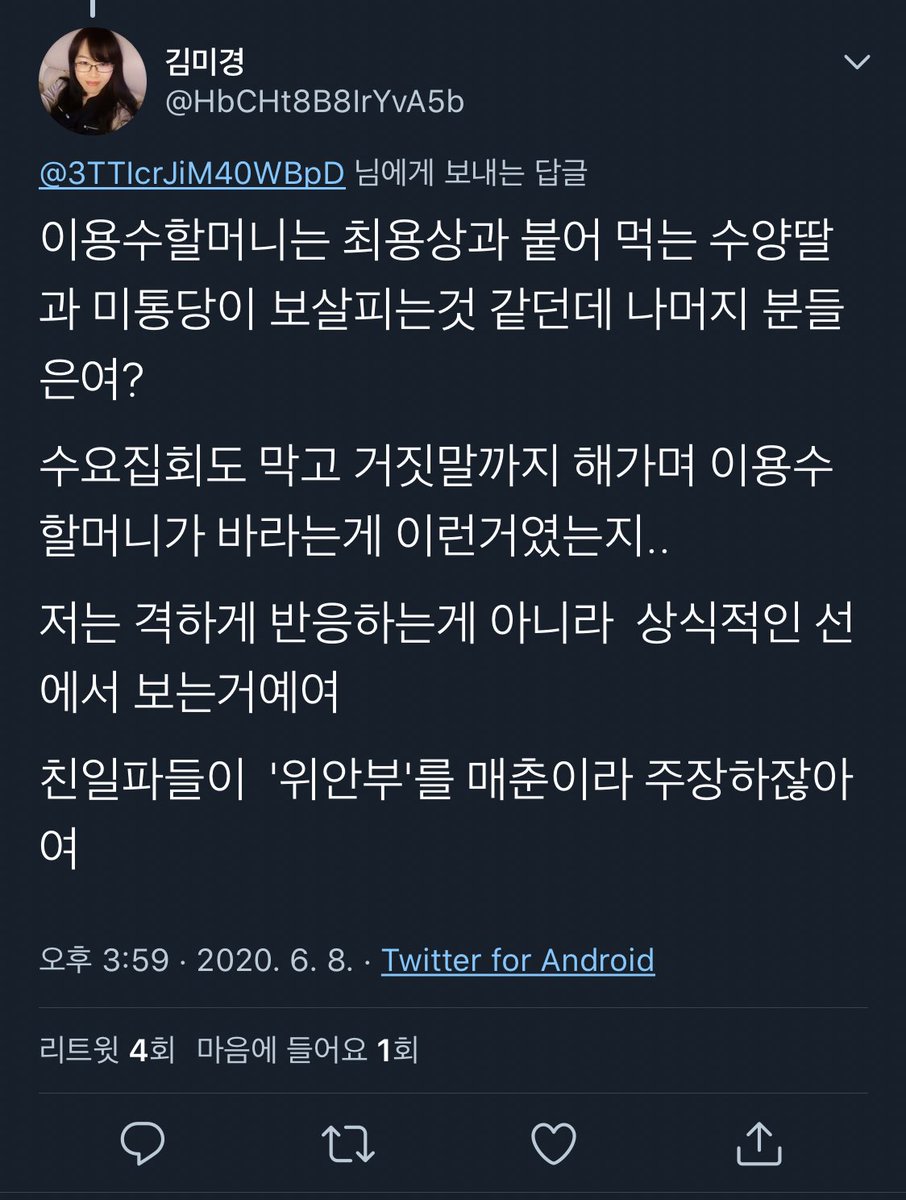 김미경
@HbCHt8B8IrYvA5b
@3TTIcrJiM40WBpD 님에게 보내는 답글
이용수할머니는 최용상과 붙어 먹는 수양딸
과 미통당이 보살피는것 같던데 나머지 분들
은여?
수요집회도 막고 거짓말까지 해가며 이용수
할머니가 바라는게 이런거였는지..
저는 격하게 반응하는게 아니라  상식적인 선
에서 보는거예여
친일파들이  '위안부'를 매춘이라 주장하잖아
여
오후 3:59 · 2020. 6. 8. · Twitter for Android
리트윗 4회 마음에 들어요 1회